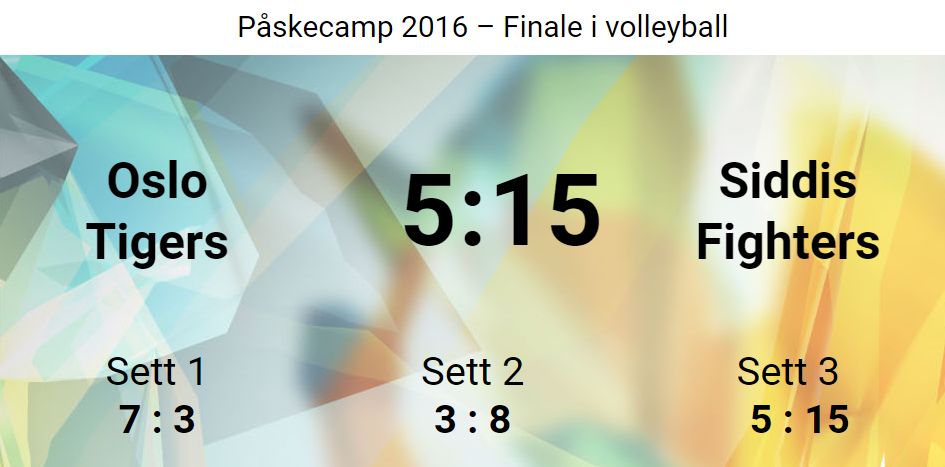 Påskecamp 2016 – Finale i volleyball
Oslo
Tigers
5:15
Siddis
Fighters
Sett 1
7 : 3
Sett 2
3 : 8
Sett 3
5 : 15